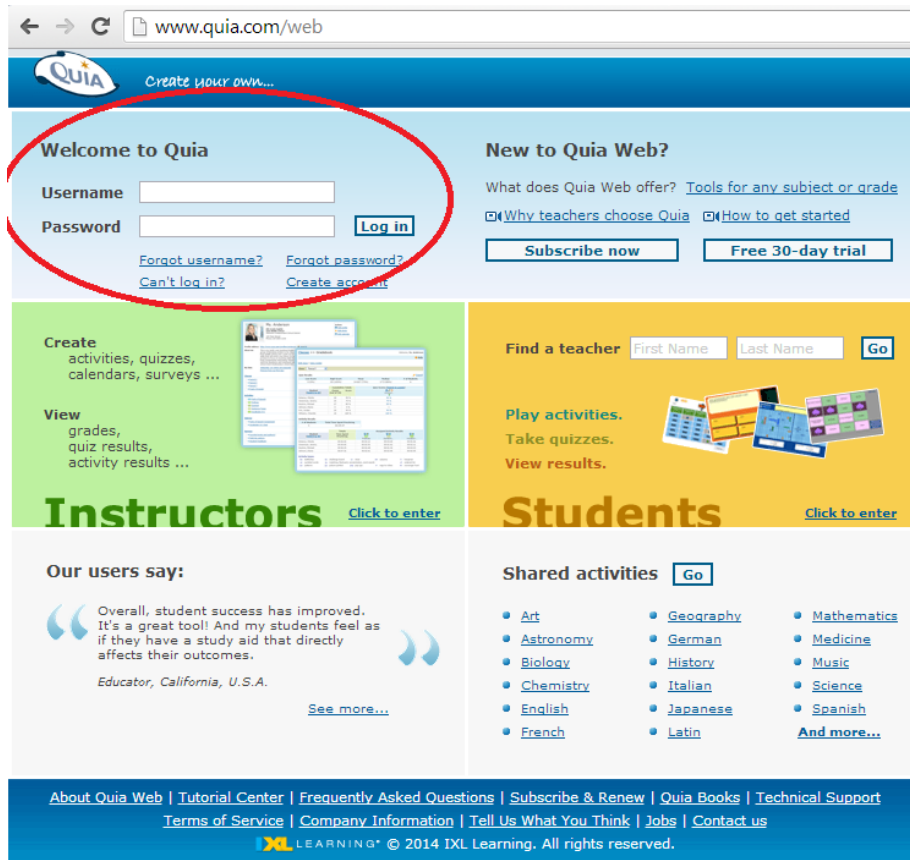 www.quia.com/web
QUIA Create your own...
Welcome to Quia
Username
Password Log in
Forgot username? Forgot password?
Can't log in? Create account
New to Quia Web?
What does Quia Web offer? Tools for any subject or grade
Why teachers choose Quia How to get started
Subscribe now Free 30-day trial
Create
activities, quizzes,
calendars, surveys ...
View
grades,
quiz results,
activity results ...
Instructors Click to enter
Find a teacher First Name Last Name Go
Play activities.
Take quizzes.
View results.
Students Click to enter
Our users say:
Overall, student success has improved.
It's a great tool! And my students feel as
if they have a study aid that directly
affects their outcomes.
Educator, California, U.S.A.
See more...
Shared activities Go
Art Geography Mathematics
Astronomy German Medicine
Biology History Music
Chemistry Italian Science
English Japanese Spanish
French Latin And more...
About Quia Web | Tutorial Center | Frequently Asked Questions | Subscribe & Renew | Quia Books | Technical Support
Terms of Service | Company Information | Tell Us What You Think | Jobs | Contact us
IXL LEARNING © 2014 IXL Learning. All rights reserved.